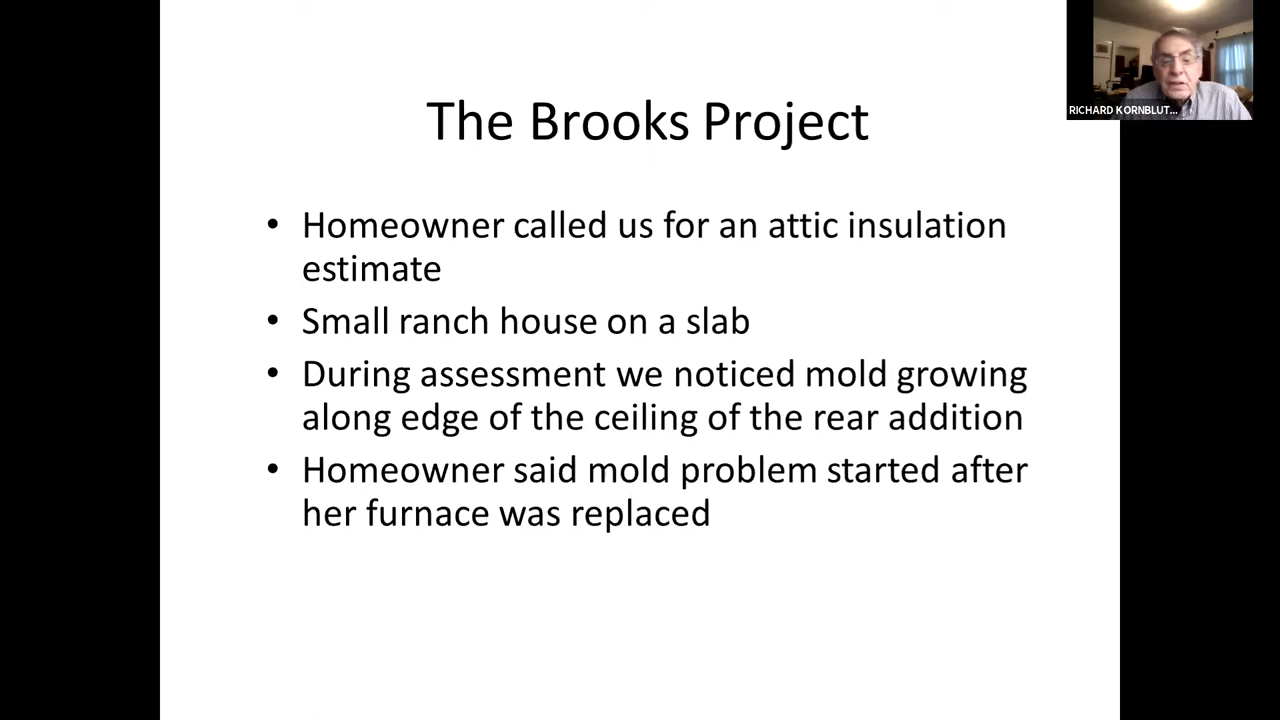 The Brooks Project
RICHARD KORNBLUT...
• Homeowner called us for an attic insulation
estimate
• Small ranch house on a slab
• During assessment we noticed mold growing
along edge of the ceiling of the rear addition
• Homeowner said mold problem started after
her furnace was replaced